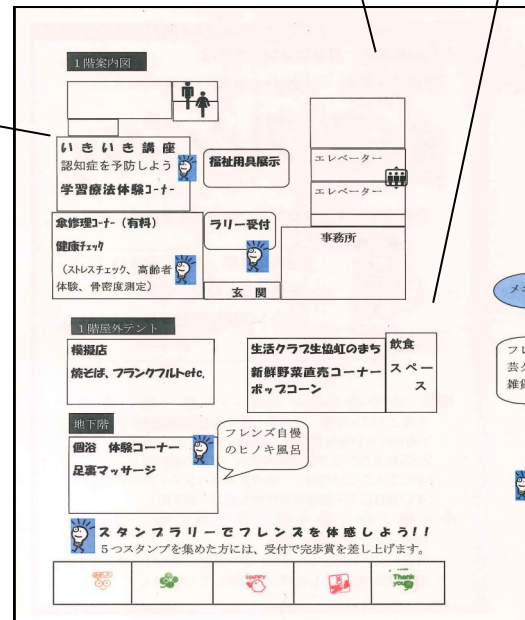 1階案内図
いきいき講座
認知症を予防しよう
学習療法体験コーナー
福祉用具展示
エレベーター
エレベーター
傘修理コーナー（有料）
健康チェック
（ストレスチェック、高齢者
体験、骨密度測定）
ラリー受付
事務所
玄 関
1階屋外テント
模擬店
焼そば、フランクフルトetc.
生活クラブ生協虹のまち
新鮮野菜直売コーナー
ポップコーン
飲食
スペー
ス
地下階
個浴 体験コーナー
足裏マッサージ
フレンズ自慢
のヒノキ風呂
スタンプラリーでフレンズを体感しよう!!
5つスタンプを集めた方には、受付で完歩賞を差し上げます。
HAPPY
Thank
you